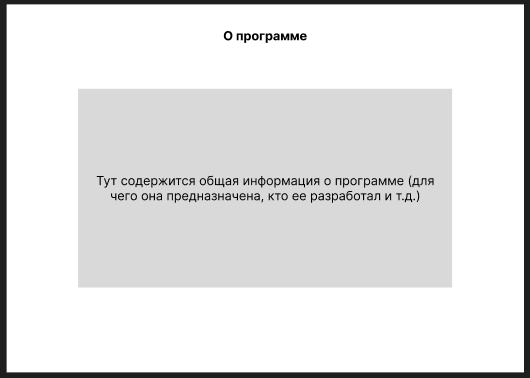 О программе
Тут содержится общая информация о программе (для
чего она предназначена, кто ее разработал и т.д.)